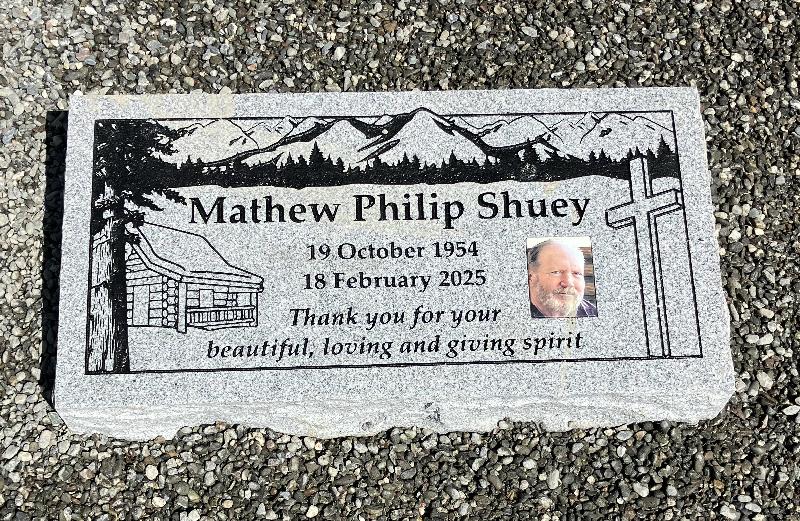 Mathew Philip Shuey
19 October 1954
18 February 2025
Thank you for your
beautiful, loving and giving spirit